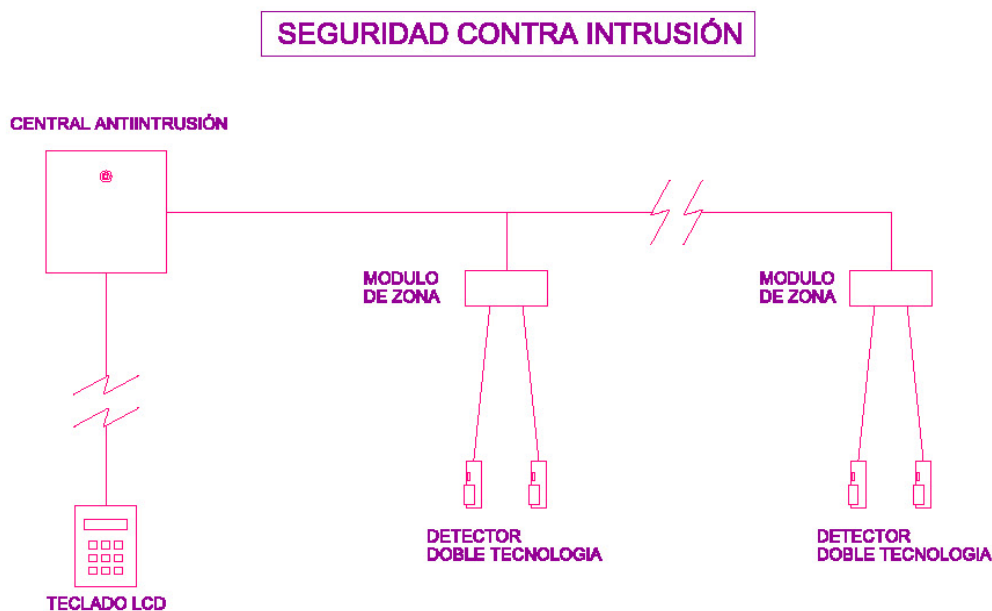 SEGURIDAD CONTRA INTRUSIÓN
CENTRAL ANTIINTRUSIÓN
MODULO
DE ZONA
MODULO
DE ZONA
DETECTOR
DOBLE TECNOLOGIA
DETECTOR
DOBLE TECNOLOGIA
TECLADO LCD